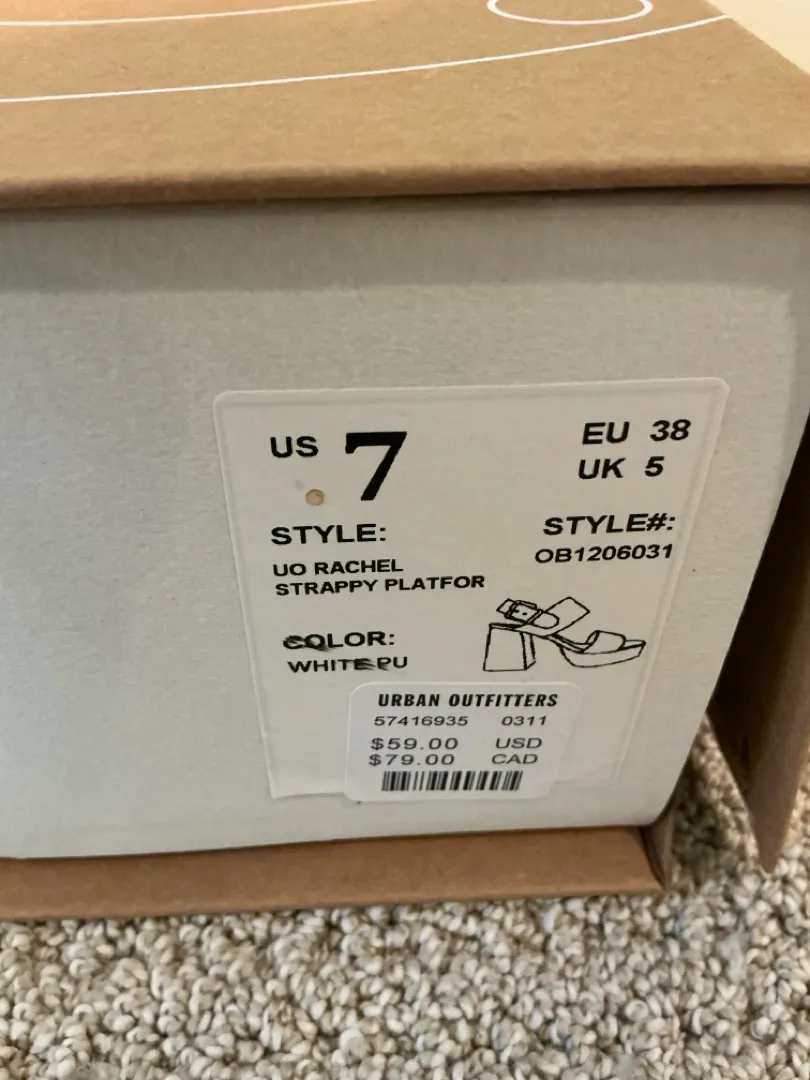 US 7
EU 38
UK 5
STYLE:
UO RACHEL
STRAPPY PLATFOR
STYLE#:
OB1206031
COLOR:
WHITE PU
URBAN OUTFITTERS
57416935 0311
$59.00 USD
$79.00 CAD